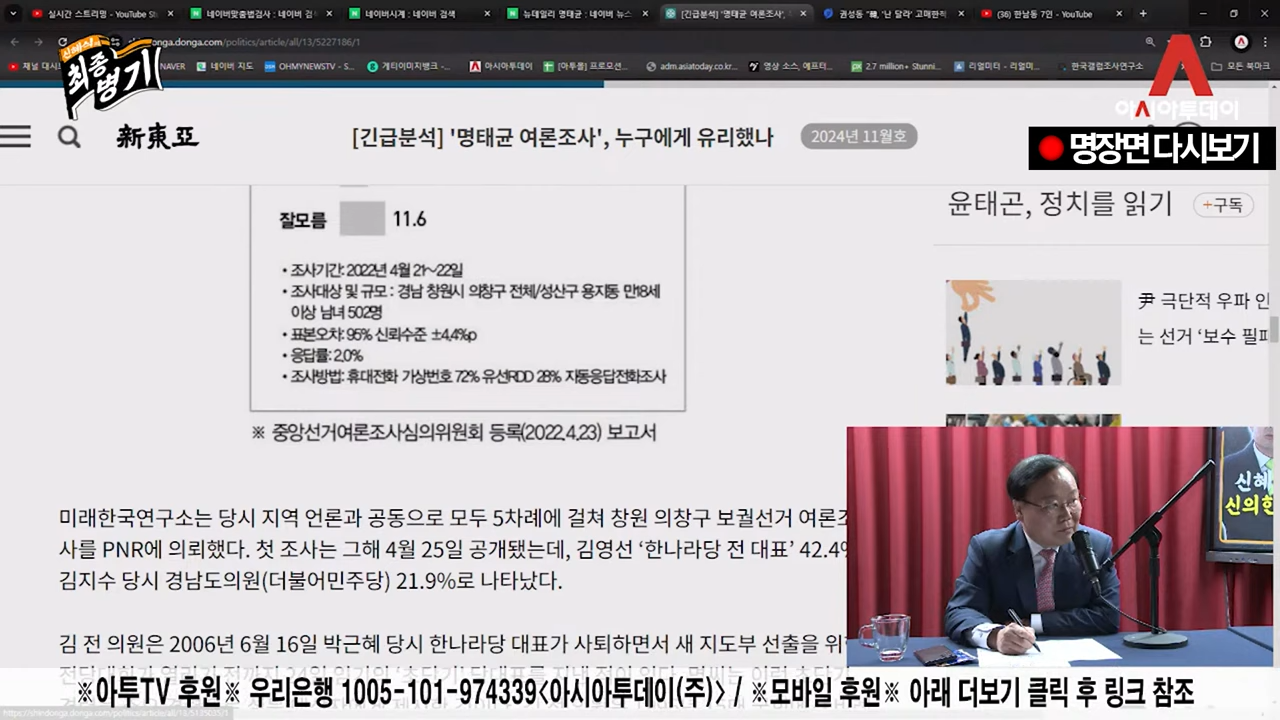 실시간 스트리밍 - YouTube St
네이버맞춤법검사 : 네이버 검
네이버시계 : 네이버 검색
뉴데일리 명태균 : 네이버 뉴스
[긴급분석] '명태균 여론조사',
(36) 한남동 7인 - YouTube
donga.donga.com/politics/article/all/13/5227186/1
채널 대시
NAVER
네이버 지도
OHMYNEWSTV - S...
게티이미지뱅크 -...
아시아투데이
[아투몰] 프로모션...
adm.asiatoday.co.kr...
영상 소스, 에프터...
2.7 million+ Stunni...
리얼미터 - 리얼미...
한국갤럽조사연구소
모든 북마크
신혜식의
최종병기
아시아투데이
新東亞
[긴급분석] '명태균 여론조사', 누구에게 유리했나
2024년 11월호
명장면 다시보기
잘모름 11.6
• 조사기간: 2022년 4월 21~22일
• 조사대상 및 규모 : 경남 창원시 의창구 전체/성산구 용지동 만18세
이상 남녀 502명
• 표본오차: 95% 신뢰수준 ±4.4%p
• 응답률: 2.0%
• 조사방법: 휴대전화 가상번호 72% 유선RDD 28% 자동응답전화조사
※ 중앙선거여론조사심의위원회 등록(2022.4.23) 보고서
윤태곤, 정치를 읽기
+구독
尹 극단적 우파 인
는 선거 '보수 필패
미래한국연구소는 당시 지역 언론과 공동으로 모두 5차례에 걸쳐 창원 의창구 보궐선거 여론조
사를 PNR에 의뢰했다. 첫 조사는 그해 4월 25일 공개됐는데, 김영선 '한나라당 전 대표' 42.4%
김지수 당시 경남도의원(더불어민주당) 21.9%로 나타났다.
김 전 의원은 2006년 6월 16일 박근혜 당시 한나라당 대표가 사퇴하면서 새 지도부 선출을 위
신혜
신의한
※아투TV 후원※ 우리은행 1005-101-974339<아시아투데이(주)> / ※모바일 후원※ 아래 더보기 클릭 후 링크 참조